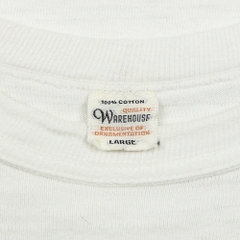 100% COTTON
QUALITY
WAREHOUSE
EXCLUSIVE OF
ORNAMENTATION
LARGE